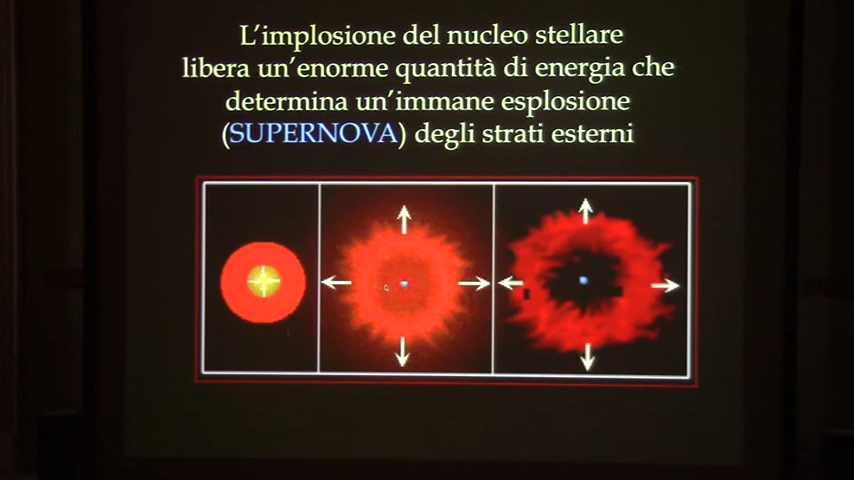 L'implosione del nucleo stellare
libera un'enorme quantità di energia che
determina un'immane esplosione
(SUPERNOVA) degli strati esterni